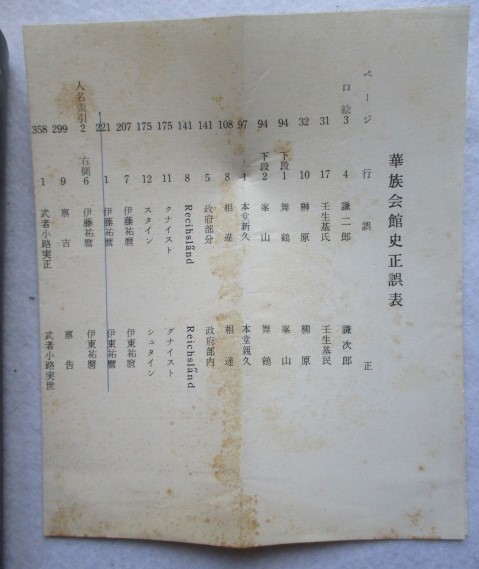 華族会館史正誤表
ページ 行 誤 正
口絵3 4 謙二郎 謙次郎
31 17 壬生基氏 壬生基民
32 10 榊原 柳原
94 下段1 舞鶴 峯山
94 下段2 峯山 舞鶴
97 1 本堂新久 本堂親久
108 8 相違 相達
141 5 政府部分 政府部内
141 8 Recihsländ Reichsländ
175 11 クナイスト グナイスト
175 12 スタイン シュタイン
207 7 伊藤祐麿 伊東祐麿
221 1 伊藤祐麿 伊東祐麿
人名索引2 右側6 伊藤祐麿 伊東祐麿
299 9 吉 告
358 1 武者小路実正 武者小路実世